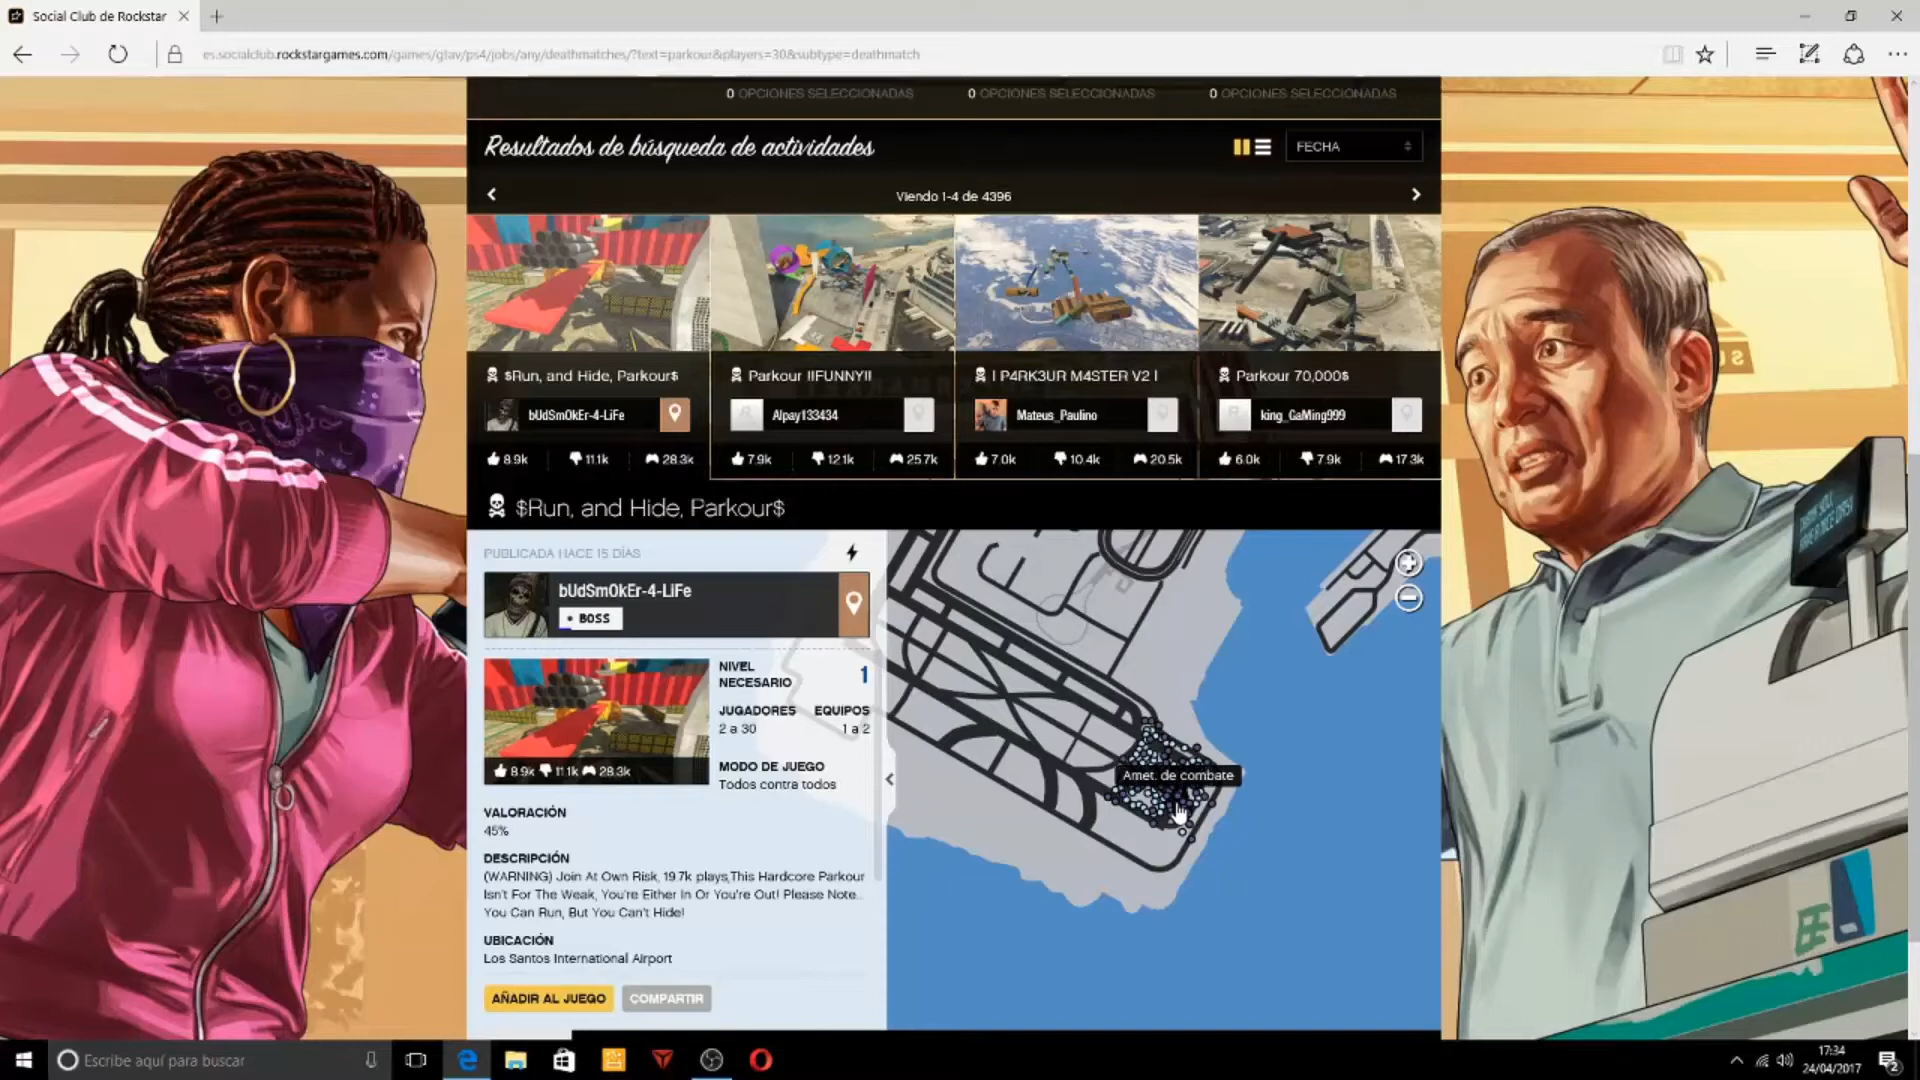 Social Club de Rockstar
es.socialclub.rockstargames.com/games/gtav/ps4/jobs/any/deathmatches/?text=parkour&players=30&subtype=deathmatch
0 OPCIONES SELECCIONADAS 0 OPCIONES SELECCIONADAS 0 OPCIONES SELECCIONADAS
Resultados de búsqueda de actividades
FECHA
Viendo 1-4 de 4396
$Run, and Hide, Parkour$
bUdSmOkEr-4-LiFe
8.9k 11.1k 28.3k
Parkour !!FUNNY!!
Alpay133434
7.9k 12.1k 25.7k
| P4RK3UR M4STER V2 |
Mateus_Paulino
7.0k 10.4k 20.5k
Parkour 70,000$
king_GaMing999
6.0k 7.9k 17.3k
$Run, and Hide, Parkour$
PUBLICADA HACE 15 DÍAS
bUdSmOkEr-4-LiFe
• BOSS
8.9k 11.1k 28.3k
NIVEL
NECESARIO 1
JUGADORES EQUIPOS
2 a 30 1 a 2
MODO DE JUEGO
Todos contra todos
VALORACIÓN
45%
DESCRIPCIÓN
(WARNING) Join At Own Risk, 19.7k plays,This Hardcore Parkour
Isn't For The Weak, You're Either In Or You're Out! Please Note...
You Can Run, But You Can't Hide!
UBICACIÓN
Los Santos International Airport
AÑADIR AL JUEGO COMPARTIR
Amet. de combate
Escribe aquí para buscar
17:34
24/04/2017
2